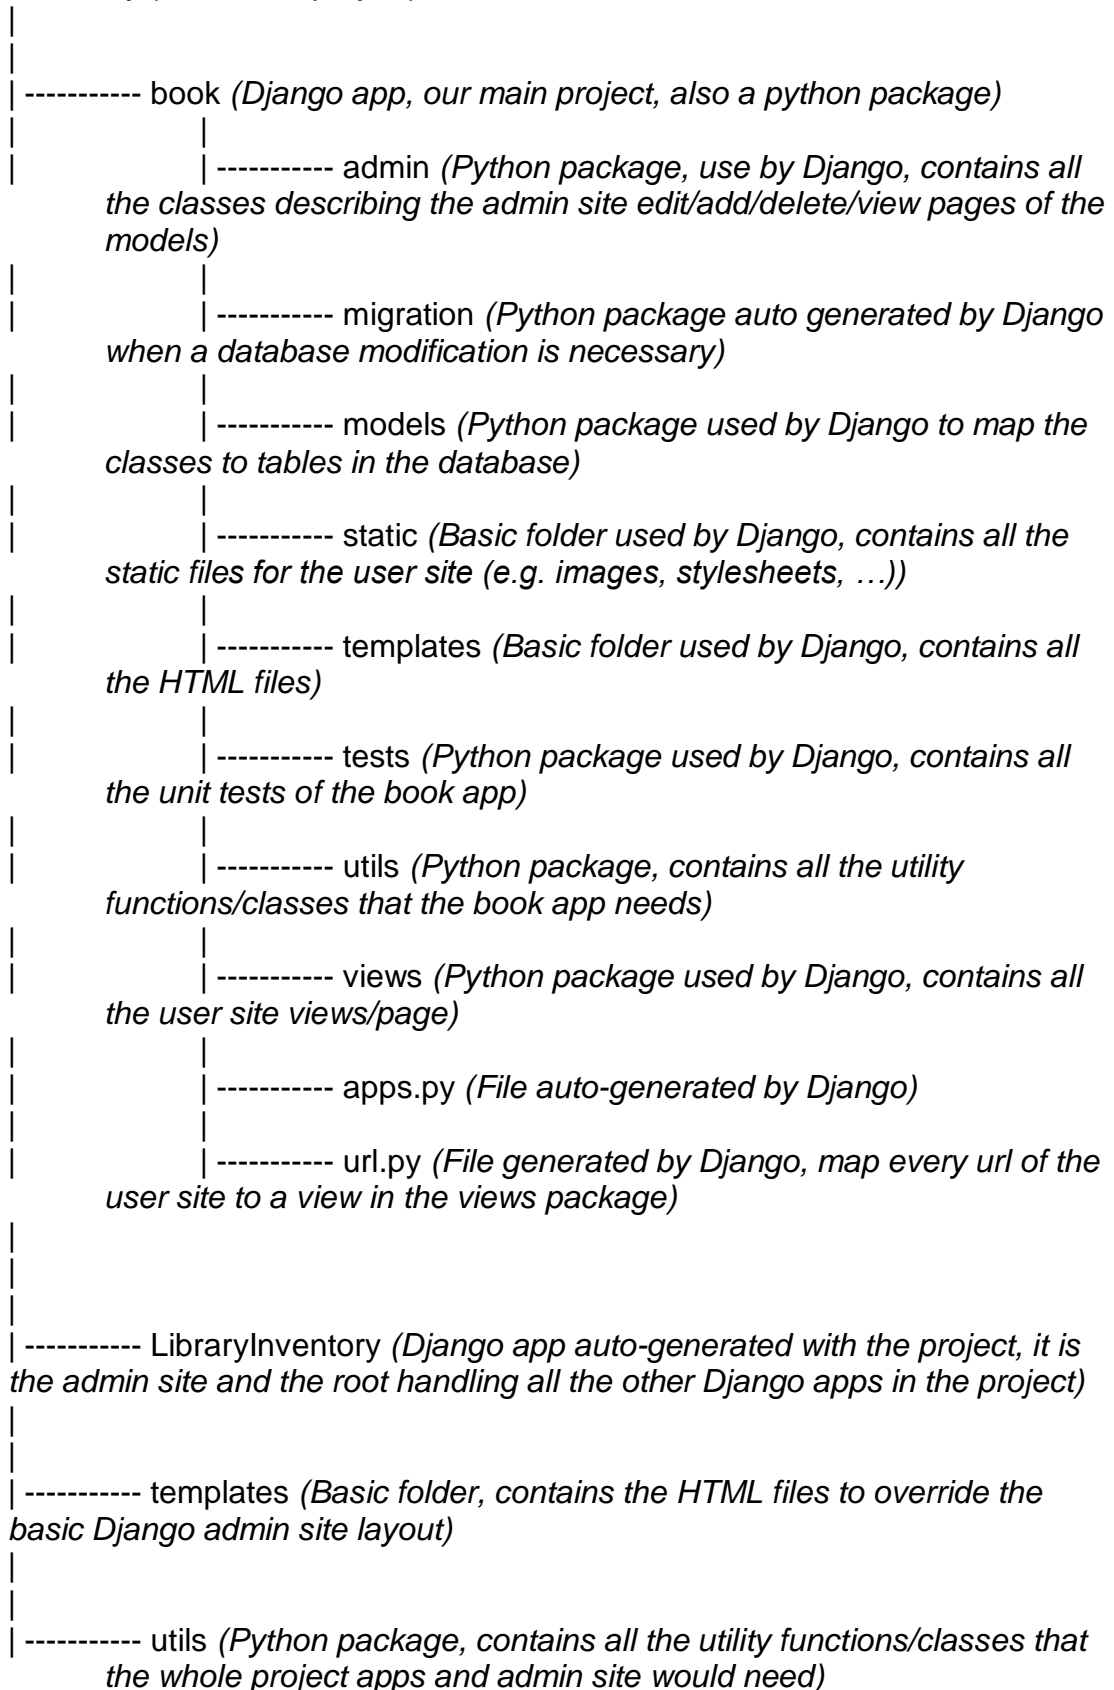 |
|
| ----------- book (Django app, our main project, also a python package)
| |
| | ----------- admin (Python package, use by Django, contains all
the classes describing the admin site edit/add/delete/view pages of the
models)
| |
| | ----------- migration (Python package auto generated by Django
when a database modification is necessary)
| |
| | ----------- models (Python package used by Django to map the
classes to tables in the database)
| |
| | ----------- static (Basic folder used by Django, contains all the
static files for the user site (e.g. images, stylesheets, …))
| |
| | ----------- templates (Basic folder used by Django, contains all
the HTML files)
| |
| | ----------- tests (Python package used by Django, contains all
the unit tests of the book app)
| |
| | ----------- utils (Python package, contains all the utility
functions/classes that the book app needs)
| |
| | ----------- views (Python package used by Django, contains all
the user site views/page)
| |
| | ----------- apps.py (File auto-generated by Django)
| |
| | ----------- url.py (File generated by Django, map every url of the
user site to a view in the views package)
|
|
|
| ----------- LibraryInventory (Django app auto-generated with the project, it is
the admin site and the root handling all the other Django apps in the project)
|
|
| ----------- templates (Basic folder, contains the HTML files to override the
basic Django admin site layout)
|
|
| ----------- utils (Python package, contains all the utility functions/classes that
the whole project apps and admin site would need)